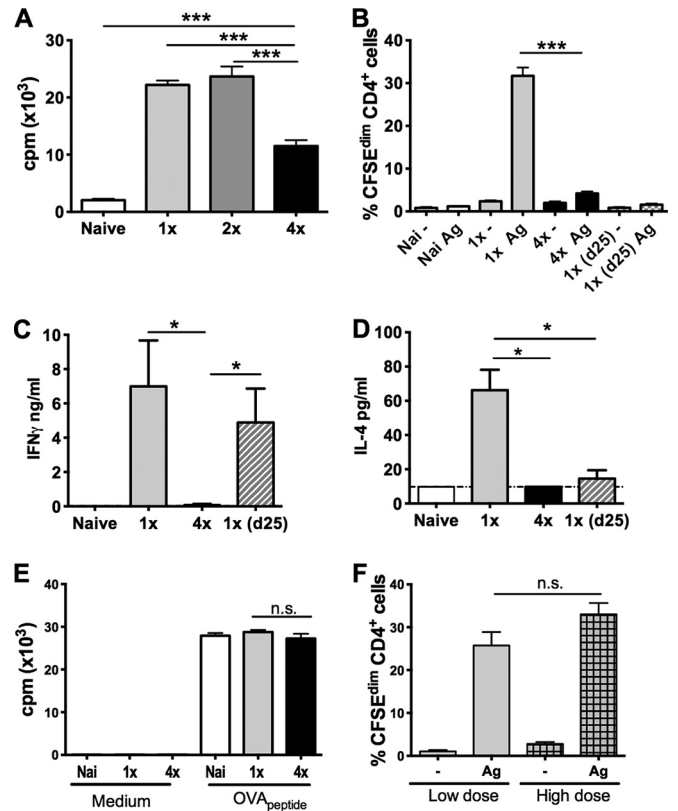 A
***
***
***
cpm (x10³)
30
20
10
0
Naive 1x 2x 4x
B
***
% CFSEᵈⁱᵐ CD4⁺ cells
40
30
20
10
0
Nai - Nai Ag 1x - 1x Ag 4x - 4x Ag 1x (d25) - 1x (d25) Ag
C
*
*
IFNγ ng/ml
10
8
6
4
2
0
Naive 1x 4x 1x (d25)
D
*
*
IL-4 pg/ml
100
80
60
40
20
0
Naive 1x 4x 1x (d25)
E
n.s.
cpm (x10³)
40
30
20
10
0
Nai 1x 4x Nai 1x 4x
Medium OVApeptide
F
n.s.
% CFSEᵈⁱᵐ CD4⁺ cells
40
30
20
10
0
- Ag - Ag
Low dose High dose